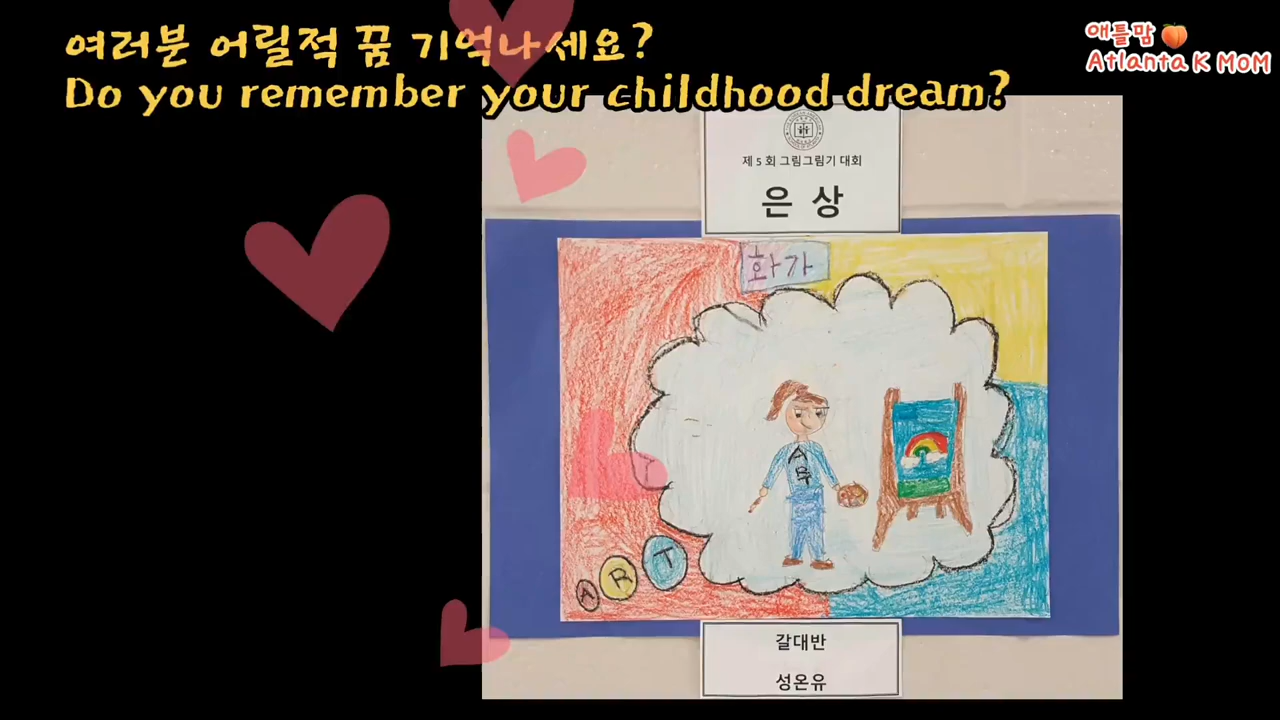 여러분 어릴적 꿈 기억나세요?
Do you remember your childhood dream?
애틀맘
Atlanta K MOM
제 5 회 그림그리기 대회
은 상
화가
A
R
T
갈대반
성온유